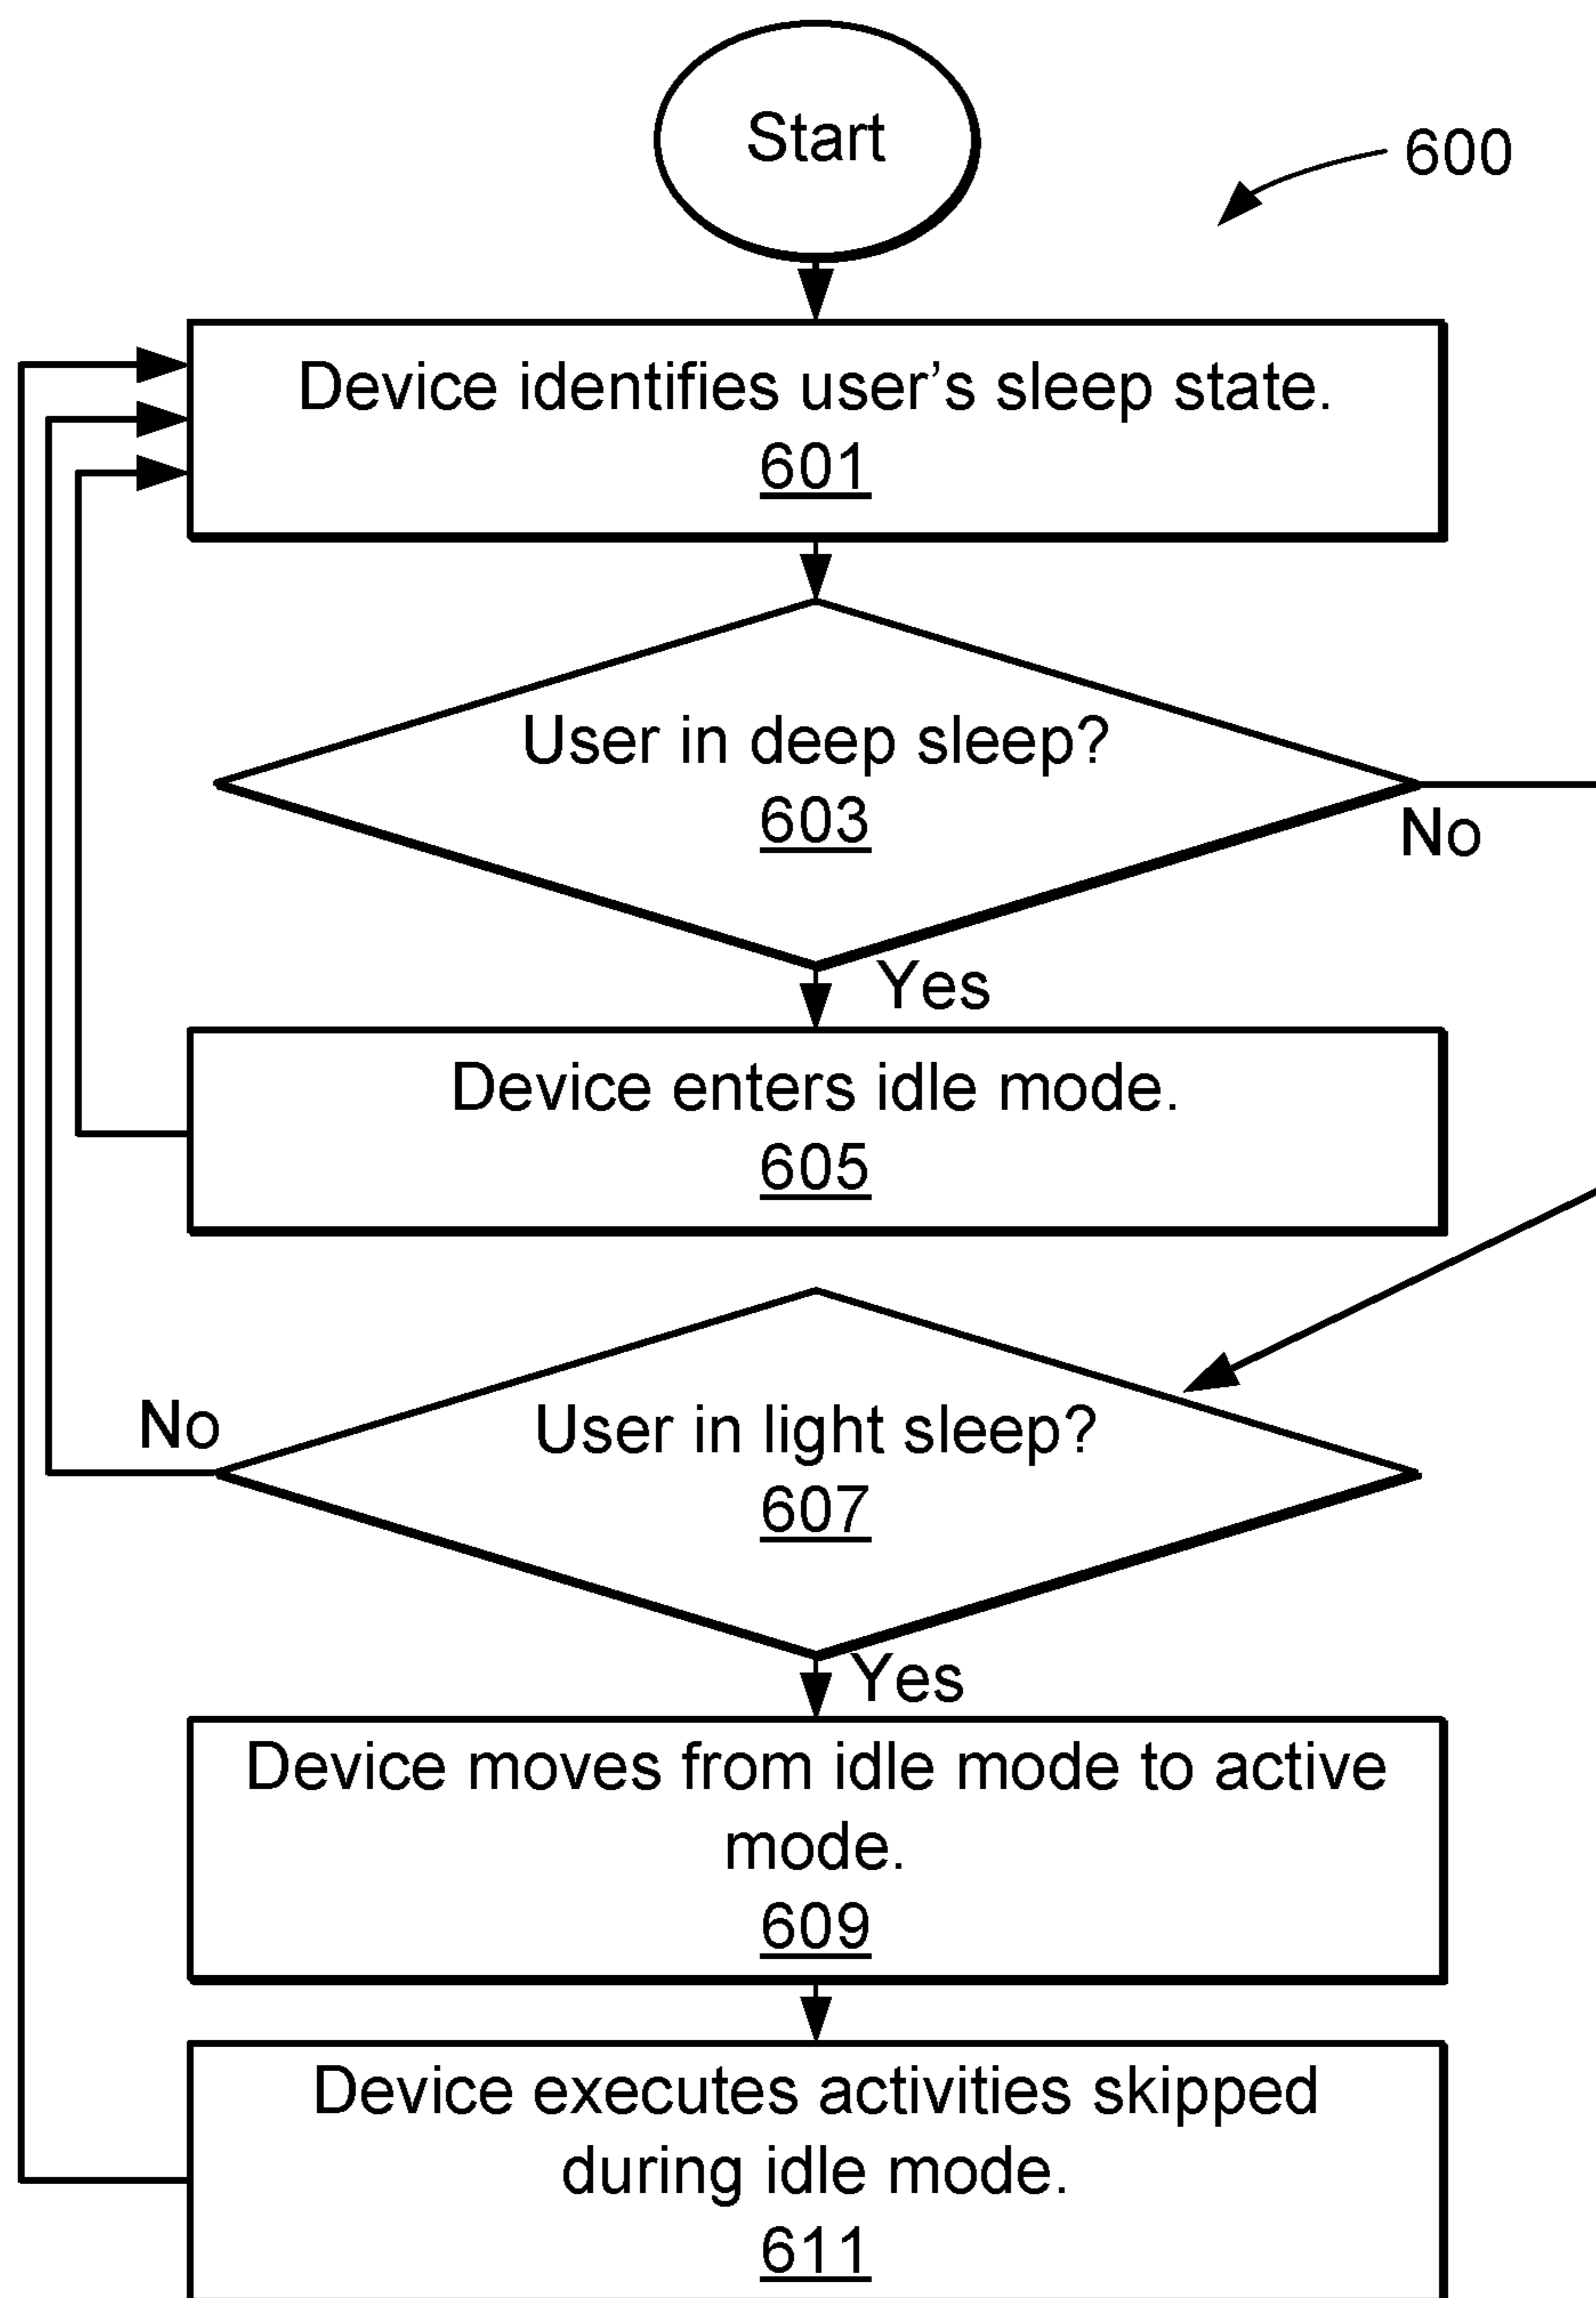 Start
600
Device identifies user’s sleep state.
601
User in deep sleep?
603
No
Yes
Device enters idle mode.
605
No
User in light sleep?
607
Yes
Device moves from idle mode to active
mode.
609
Device executes activities skipped
during idle mode.
611